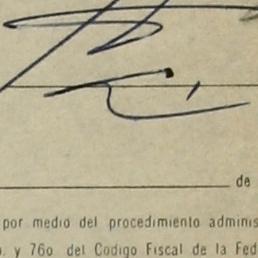 de
por medio del procedimiento adminis
y 76o del Codigo Fiscal de la Fed